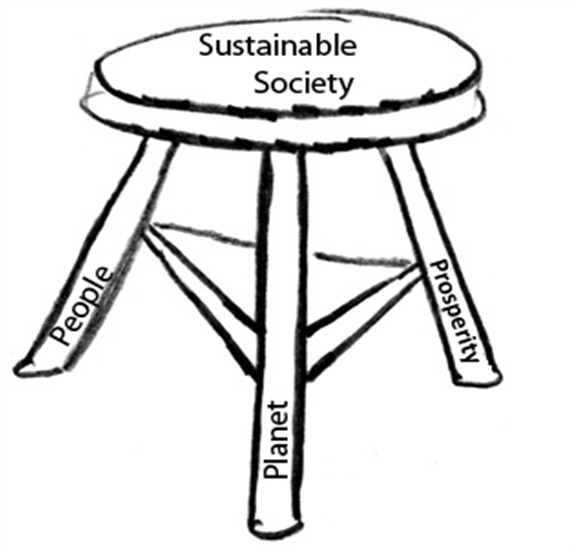 Sustainable
Society
People
Planet
Prosperity